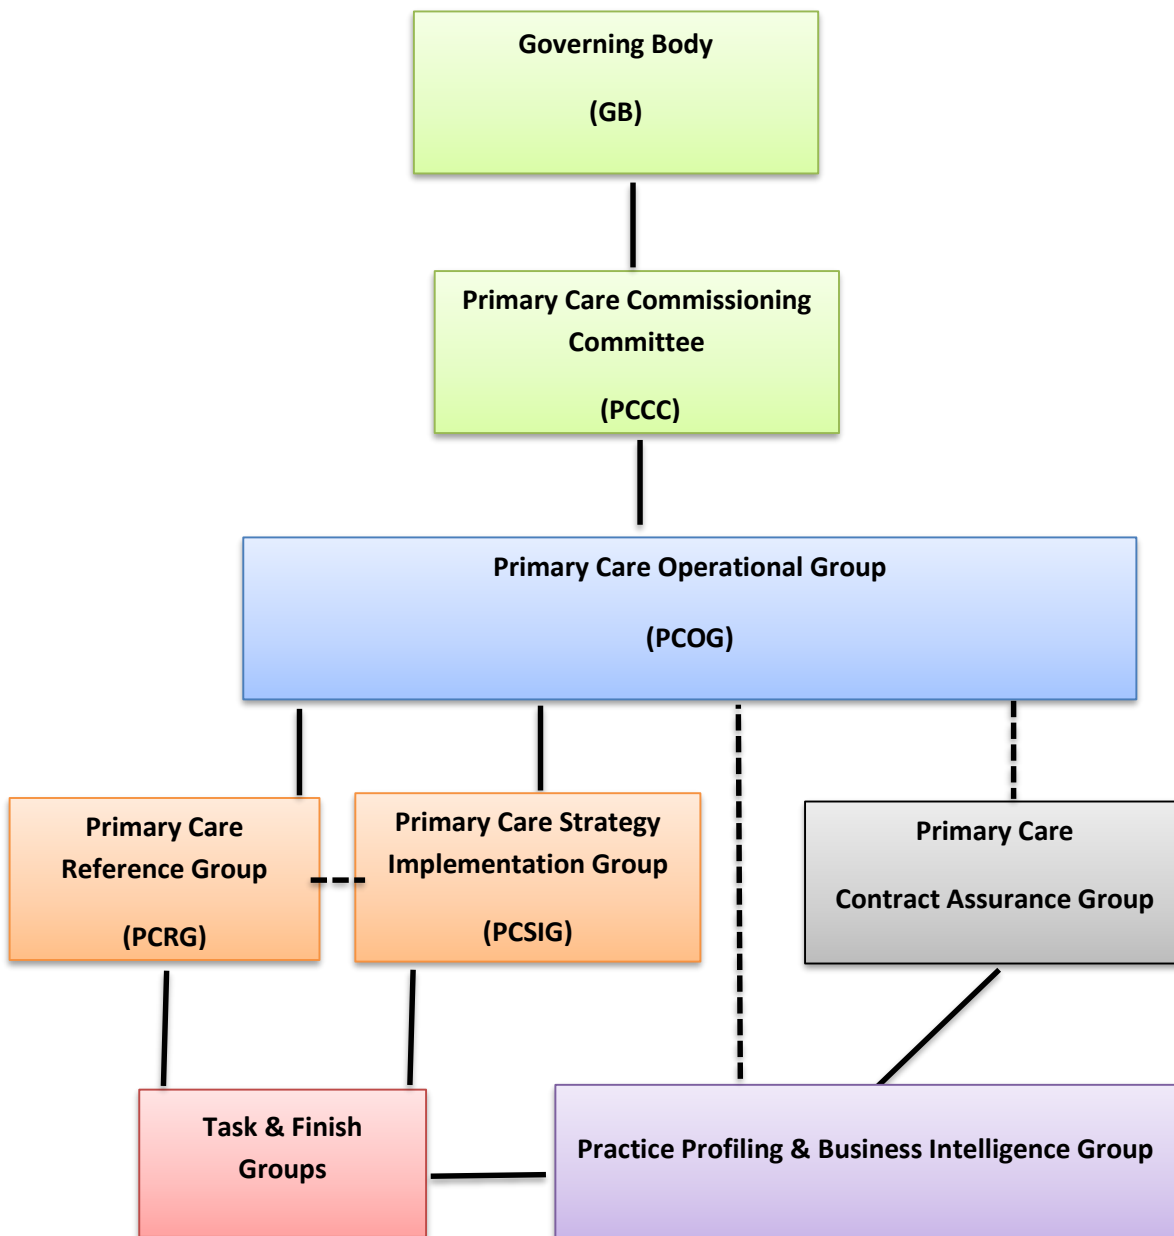 Governing Body
(GB)
Primary Care Commissioning
Committee
(PCCC)
Primary Care Operational Group
(PCOG)
Primary Care
Reference Group
(PCRG)
Primary Care Strategy
Implementation Group
(PCSIG)
Primary Care
Contract Assurance Group
Task & Finish
Groups
Practice Profiling & Business Intelligence Group